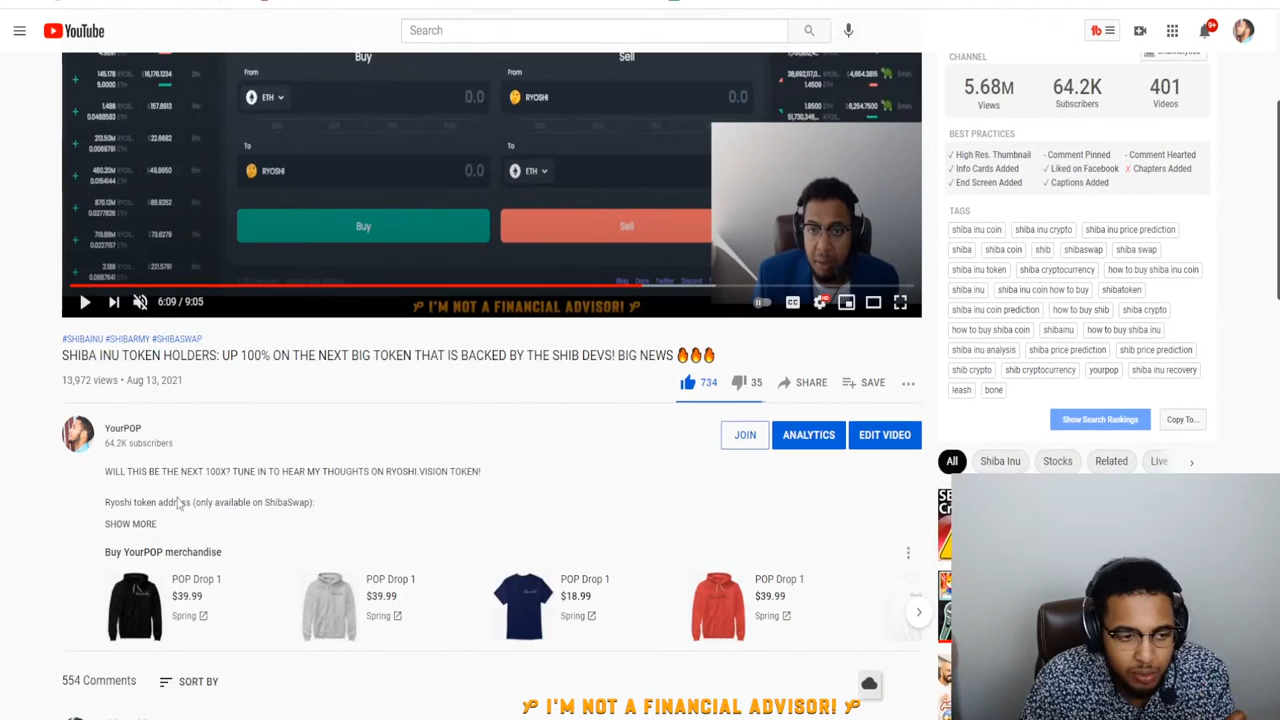 YouTube
Search
9+
Buy
Sell
From
From
ETH
0.0
RYOSHI
0.0
To
To
RYOSHI
0.0
ETH
Buy
Sell
Blog Docs Twitter Discord
6:09 / 9:05
CC
I'M NOT A FINANCIAL ADVISOR!
#SHIBAINU #SHIBARMY #SHIBASWAP
SHIBA INU TOKEN HOLDERS: UP 100% ON THE NEXT BIG TOKEN THAT IS BACKED BY THE SHIB DEVS! BIG NEWS
13,972 views • Aug 13, 2021
734
35
SHARE
SAVE
YourPOP
64.2K subscribers
JOIN
ANALYTICS
EDIT VIDEO
WILL THIS BE THE NEXT 100X? TUNE IN TO HEAR MY THOUGHTS ON RYOSHI.VISION TOKEN!
Ryoshi token address (only available on ShibaSwap):
SHOW MORE
Buy YourPOP merchandise
POP Drop 1
$39.99
Spring
POP Drop 1
$39.99
Spring
POP Drop 1
$18.99
Spring
POP Drop 1
$39.99
Spring
554 Comments
SORT BY
I'M NOT A FINANCIAL ADVISOR!
CHANNEL
5.68M
Views
64.2K
Subscribers
401
Videos
BEST PRACTICES
√ High Res. Thumbnail
- Comment Pinned
- Comment Hearted
√ Info Cards Added
√ Liked on Facebook
X Chapters Added
√ End Screen Added
√ Captions Added
TAGS
shiba inu coin
shiba inu crypto
shiba inu price prediction
shiba
shiba coin
shib
shibaswap
shiba swap
shiba inu token
shiba cryptocurrency
how to buy shiba inu coin
shiba inu
shiba inu coin how to buy
shibatoken
shiba inu coin prediction
how to buy shib
shiba crypto
how to buy shiba coin
shibainu
how to buy shiba inu
shiba inu analysis
shiba price prediction
shib price prediction
shib crypto
shib cryptocurrency
yourpop
shiba inu recovery
leash
bone
Show Search Rankings
Copy To...
All
Shiba Inu
Stocks
Related
Live